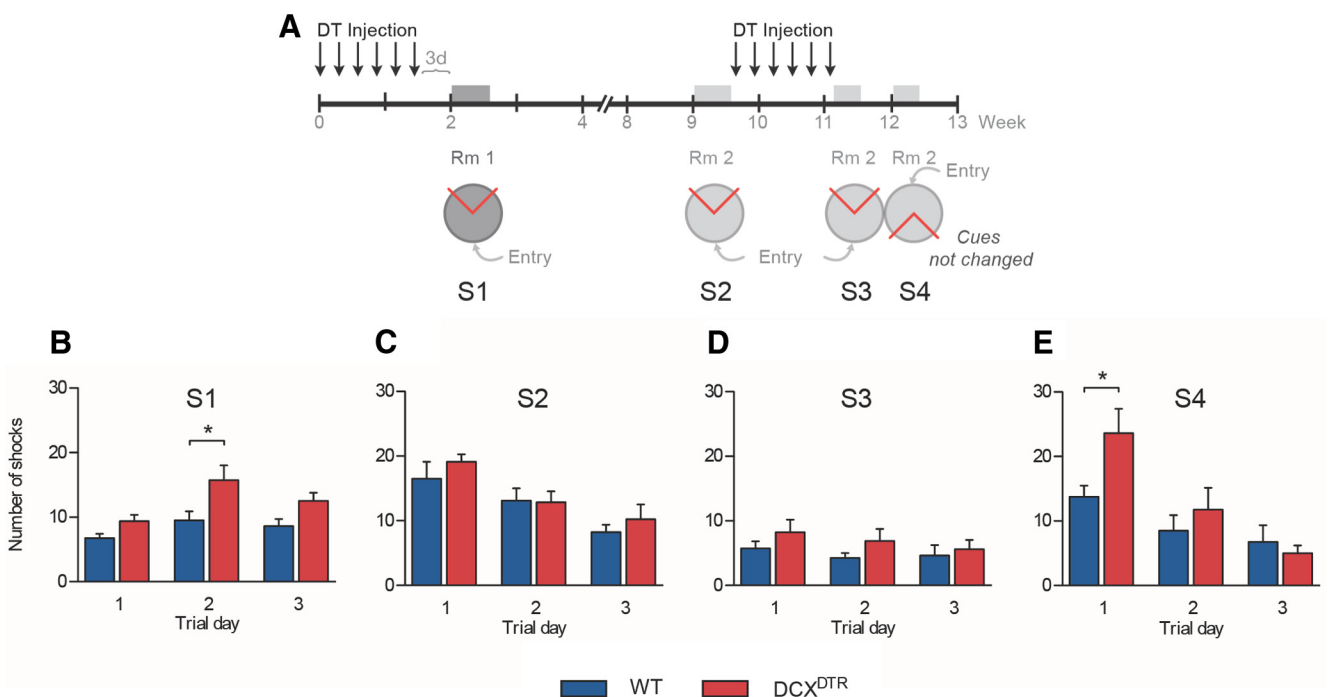 A
DT Injection DT Injection
3d
0 2 4 8 9 10 11 12 13 Week
Rm 1 Rm 2 Rm 2 Rm 2
Entry
Entry Entry
Cues
not changed
S1 S2 S3 S4
B C D E
S1 S2 S3 S4
Number of shocks
30 20 10 0
*
1 2 3
Trial day
30 20 10 0
1 2 3
Trial day
30 20 10 0
1 2 3
Trial day
30 20 10 0
*
1 2 3
Trial day
WT DCXDTR